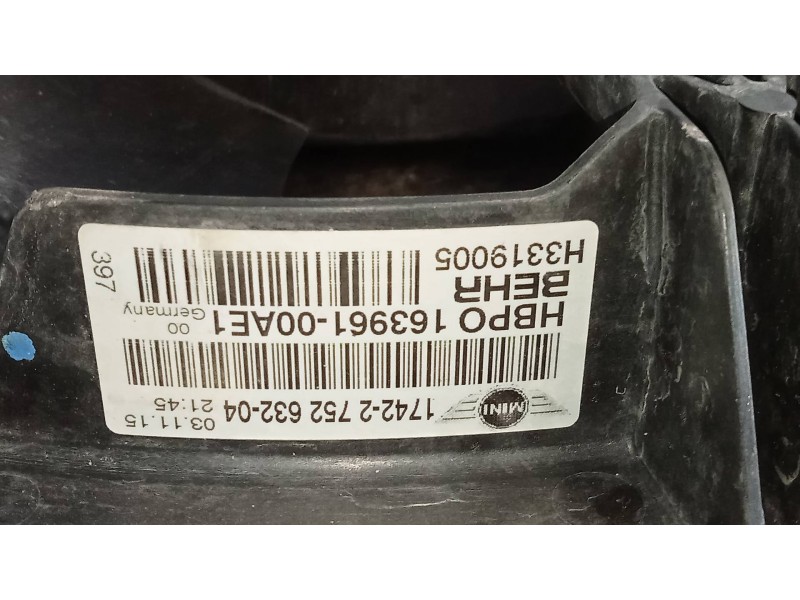 MINI
1742-2 752 632-04
03.11.15
21:45
HBPO 163961-00AE1
00
Germany
BEHR
H3319005
397